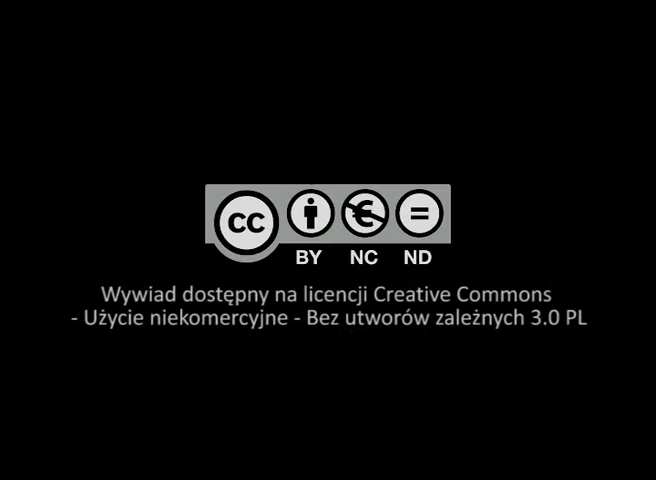 cc
BY NC ND
Wywiad dostępny na licencji Creative Commons
- Użycie niekomercyjne - Bez utworów zależnych 3.0 PL